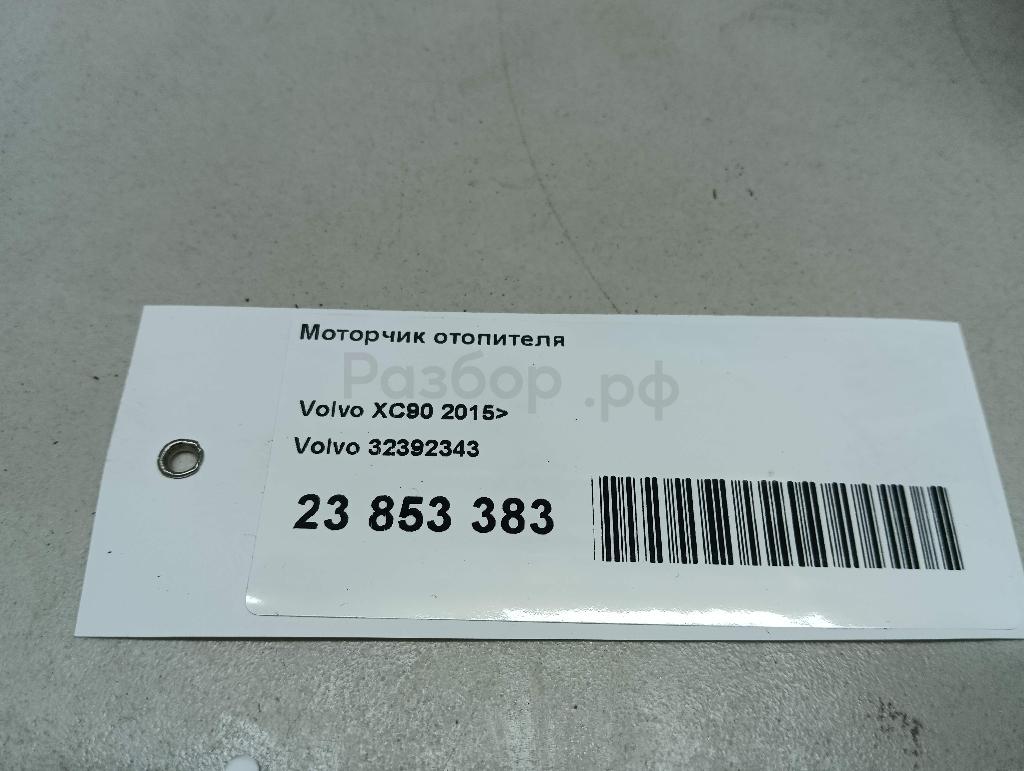 Моторчик отопителя
Разбор.рф
Volvo XC90 2015>
Volvo 32392343
23 853 383